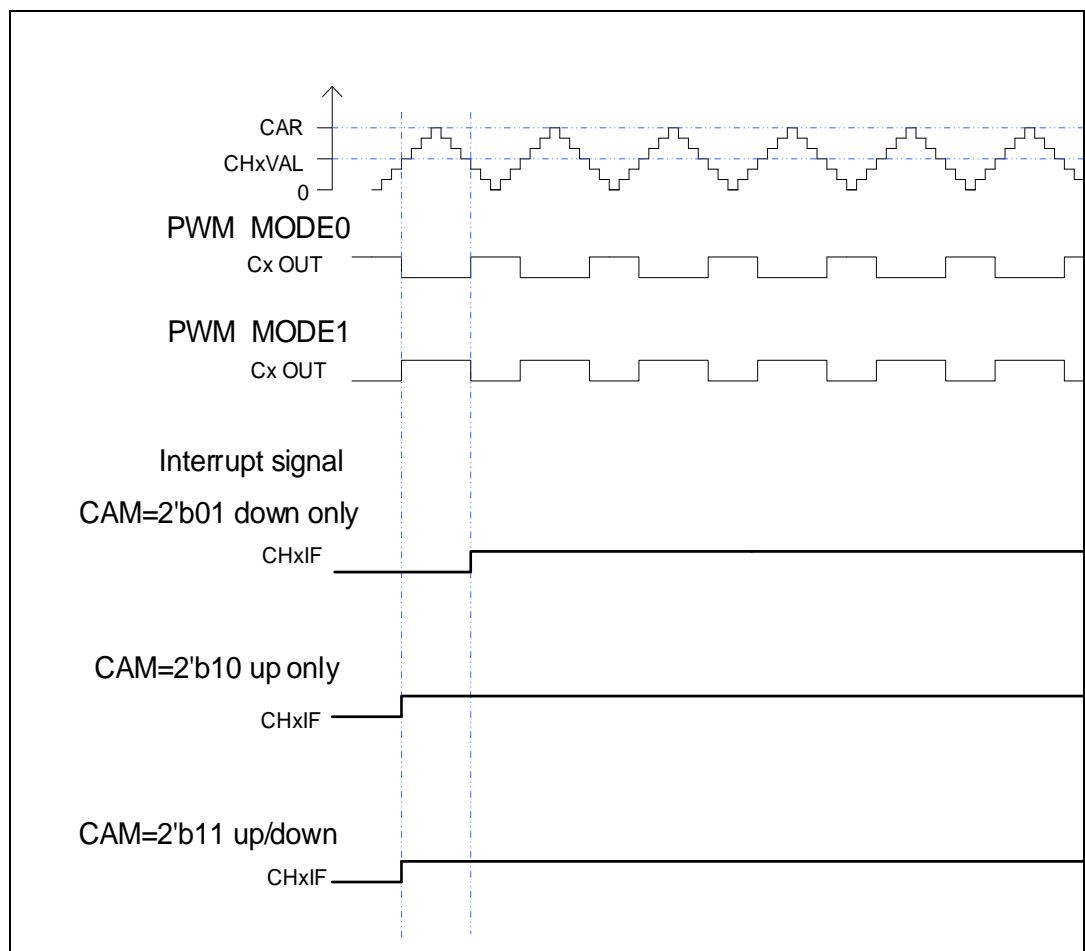 CAR
CHxVAL
0
PWM MODE0
Cx OUT
PWM MODE1
Cx OUT
Interrupt signal
CAM=2'b01 down only
CHxIF
CAM=2'b10 up only
CHxIF
CAM=2'b11 up/down
CHxIF